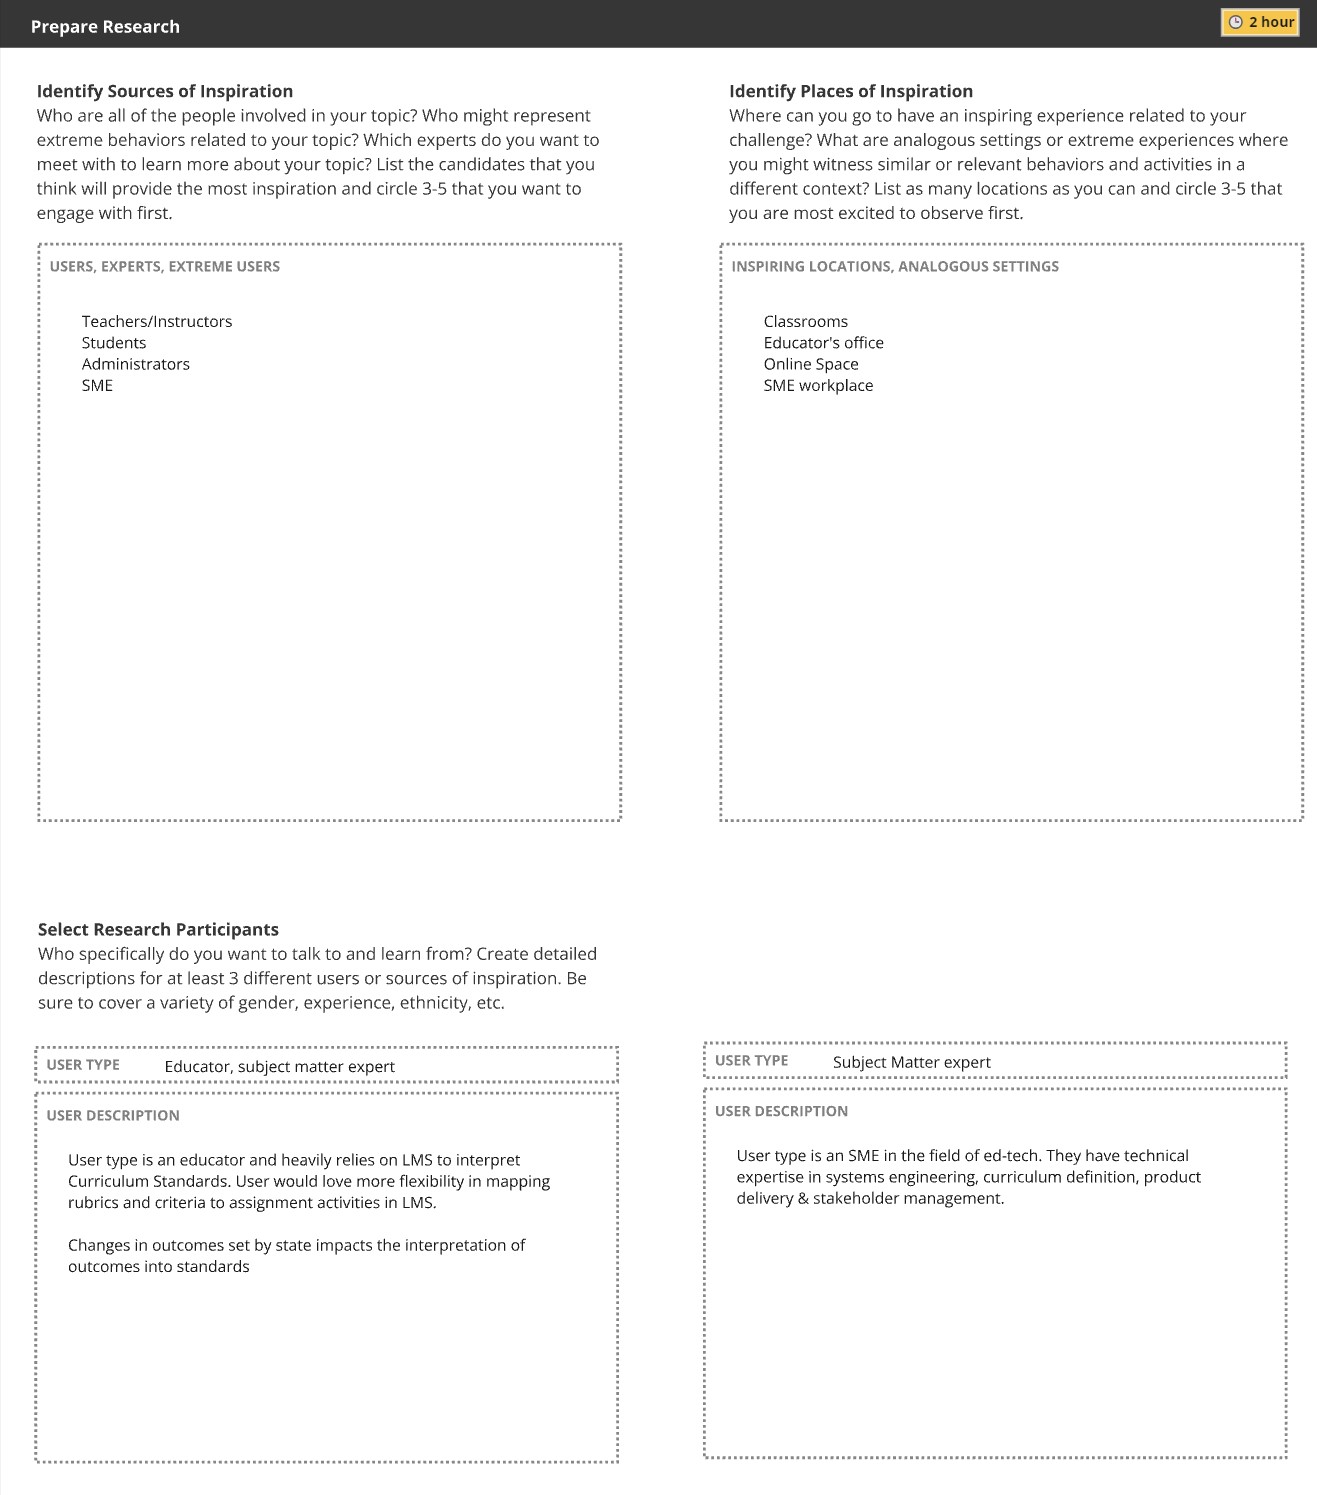 Prepare Research
2 hour
Identify Sources of Inspiration
Who are all of the people involved in your topic? Who might represent
extreme behaviors related to your topic? Which experts do you want to
meet with to learn more about your topic? List the candidates that you
think will provide the most inspiration and circle 3-5 that you want to
engage with first.
USERS, EXPERTS, EXTREME USERS
Teachers/Instructors
Students
Administrators
SME
Identify Places of Inspiration
Where can you go to have an inspiring experience related to your
challenge? What are analogous settings or extreme experiences where
you might witness similar or relevant behaviors and activities in a
different context? List as many locations as you can and circle 3-5 that
you are most excited to observe first.
INSPIRING LOCATIONS, ANALOGOUS SETTINGS
Classrooms
Educator's office
Online Space
SME workplace
Select Research Participants
Who specifically do you want to talk to and learn from? Create detailed
descriptions for at least 3 different users or sources of inspiration. Be
sure to cover a variety of gender, experience, ethnicity, etc.
USER TYPE Educator, subject matter expert
USER DESCRIPTION
User type is an educator and heavily relies on LMS to interpret
Curriculum Standards. User would love more flexibility in mapping
rubrics and criteria to assignment activities in LMS.
Changes in outcomes set by state impacts the interpretation of
outcomes into standards
USER TYPE Subject Matter expert
USER DESCRIPTION
User type is an SME in the field of ed-tech. They have technical
expertise in systems engineering, curriculum definition, product
delivery & stakeholder management.